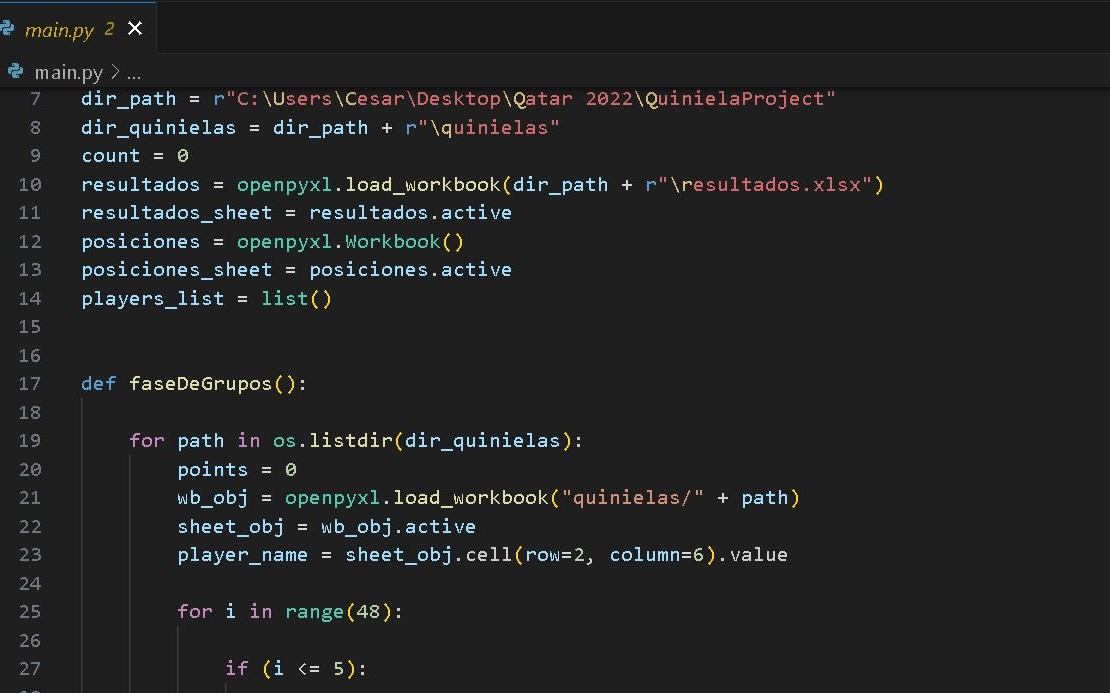 main.py 2 ×
main.py > ...
7 dir_path = r"C:\Users\Cesar\Desktop\Qatar 2022\QuinielaProject"
8 dir_quinielas = dir_path + r"\quinielas"
9 count = 0
10 resultados = openpyxl.load_workbook(dir_path + r"\resultados.xlsx")
11 resultados_sheet = resultados.active
12 posiciones = openpyxl.Workbook()
13 posiciones_sheet = posiciones.active
14 players_list = list()
15
16
17 def faseDeGrupos():
18
19 for path in os.listdir(dir_quinielas):
20 points = 0
21 wb_obj = openpyxl.load_workbook("quinielas/" + path)
22 sheet_obj = wb_obj.active
23 player_name = sheet_obj.cell(row=2, column=6).value
24
25 for i in range(48):
26
27 if (i <= 5):